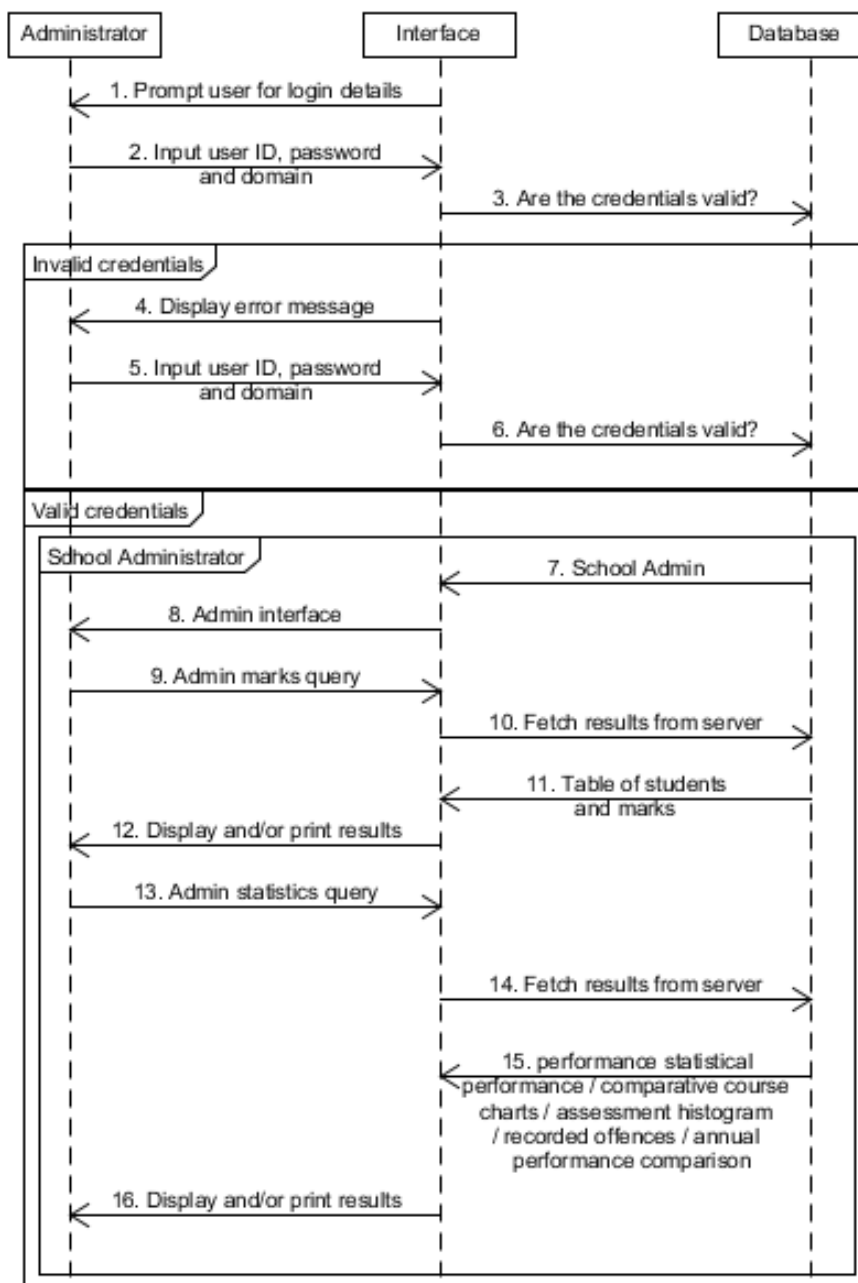 Administrator
Interface
Database
1. Prompt user for login details
2. Input user ID, password
and domain
3. Are the credentials valid?
Invalid credentials
4. Display error message
5. Input user ID, password
and domain
6. Are the credentials valid?
Valid credentials
School Administrator
7. School Admin
8. Admin interface
9. Admin marks query
10. Fetch results from server
11. Table of students
and marks
12. Display and/or print results
13. Admin statistics query
14. Fetch results from server
15. performance statistical
performance / comparative course
charts / assessment histogram
/ recorded offences / annual
performance comparison
16. Display and/or print results